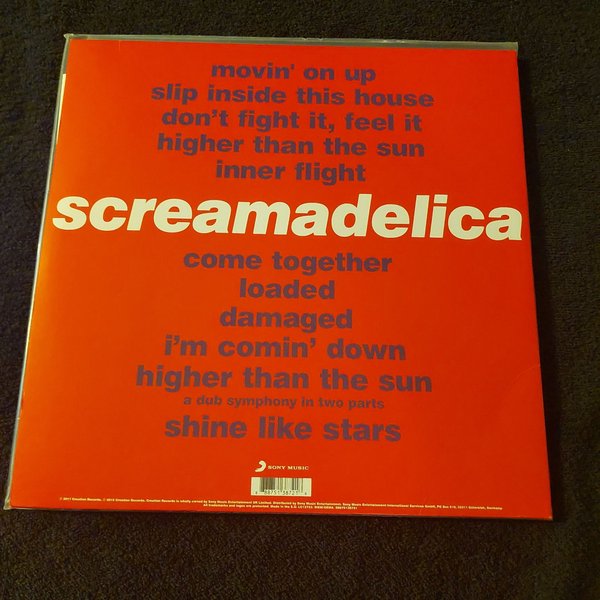 movin' on up
slip inside this house
don't fight it, feel it
higher than the sun
inner flight
screamadelica
come together
loaded
damaged
i'm comin' down
higher than the sun
a dub symphony in two parts
shine like stars
SONY MUSIC